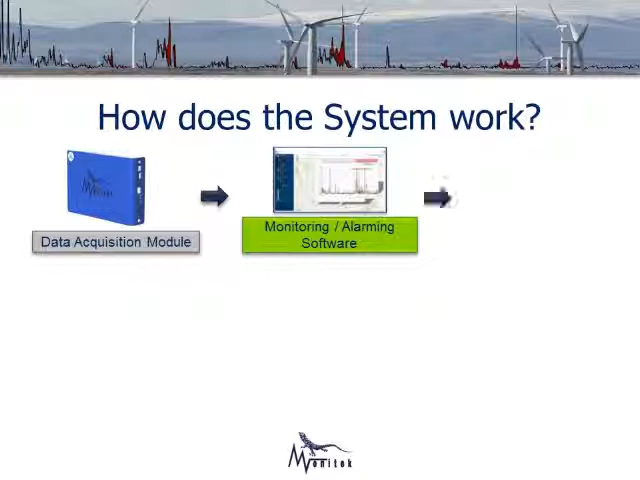 How does the System work?
Data Acquisition Module
Monitoring / Alarming
Software
Monitek